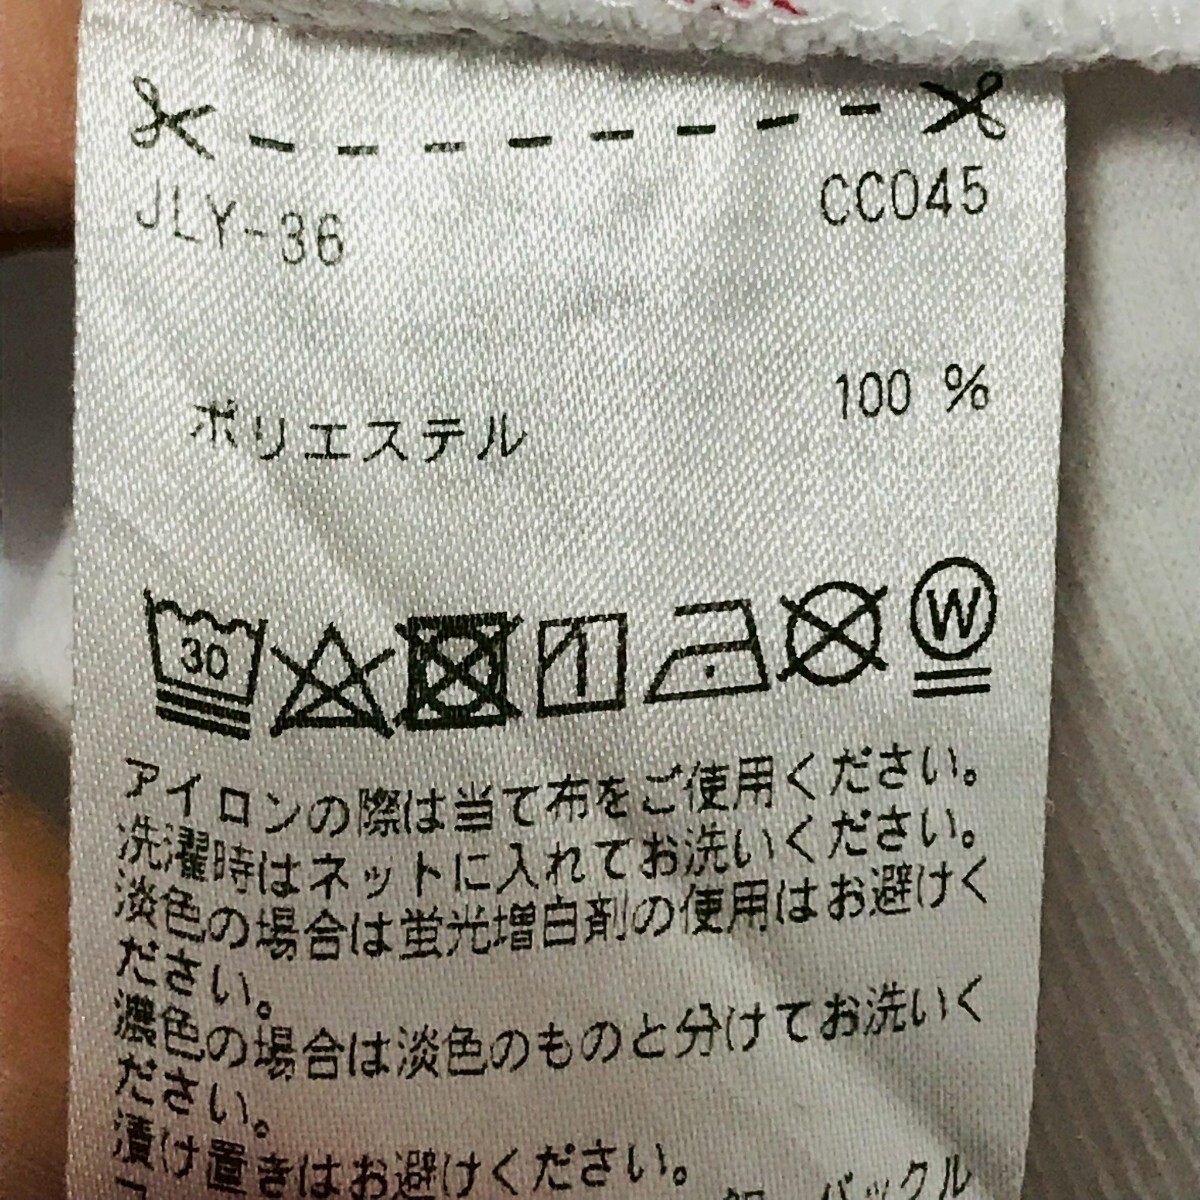 JLY-36 CC045
ポリエステル 100 %
30 W
アイロンの際は当て布をご使用ください。
洗濯時はネットに入れてお洗いください。
淡色の場合は蛍光増白剤の使用はお避けく
ださい。
濃色の場合は淡色のものと分けてお洗いく
ださい。
漬け置きはお避けください。
バックル